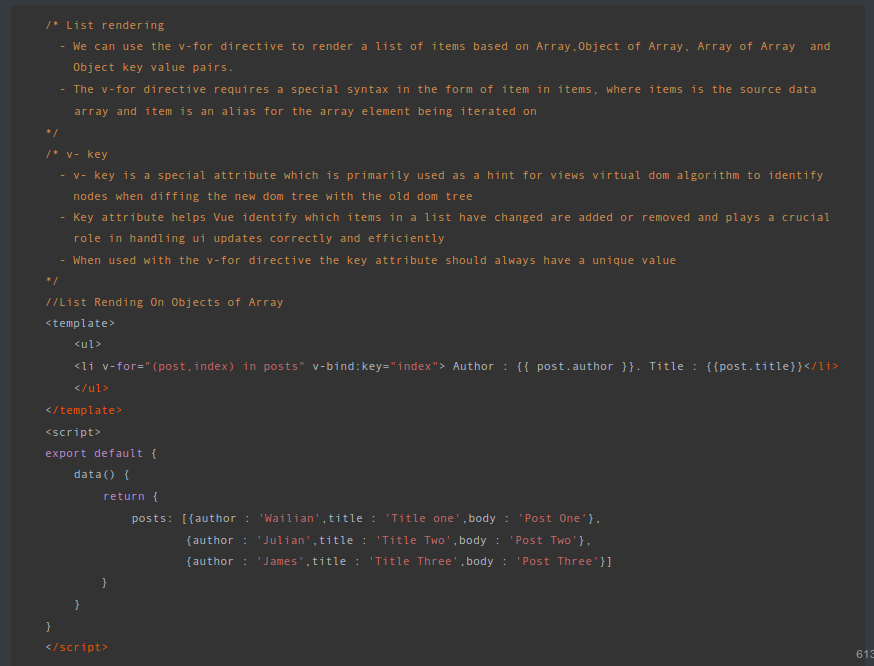 /* List rendering
- We can use the v-for directive to render a list of items based on Array,Object of Array, Array of Array  and
Object key value pairs.
- The v-for directive requires a special syntax in the form of item in items, where items is the source data
array and item is an alias for the array element being iterated on
*/
/* v- key
- v- key is a special attribute which is primarily used as a hint for views virtual dom algorithm to identify
nodes when diffing the new dom tree with the old dom tree
- Key attribute helps Vue identify which items in a list have changed are added or removed and plays a crucial
role in handling ui updates correctly and efficiently
- When used with the v-for directive the key attribute should always have a unique value
*/
//List Rending On Objects of Array
<template>
<ul>
<li v-for="(post,index) in posts" v-bind:key="index"> Author : {{ post.author }}. Title : {{post.title}}</li>
</ul>
</template>
<script>
export default {
data() {
return {
posts: [{author : 'Wailian',title : 'Title one',body : 'Post One'},
{author : 'Julian',title : 'Title Two',body : 'Post Two'},
{author : 'James',title : 'Title Three',body : 'Post Three'}]
}
}
}
</script>
613